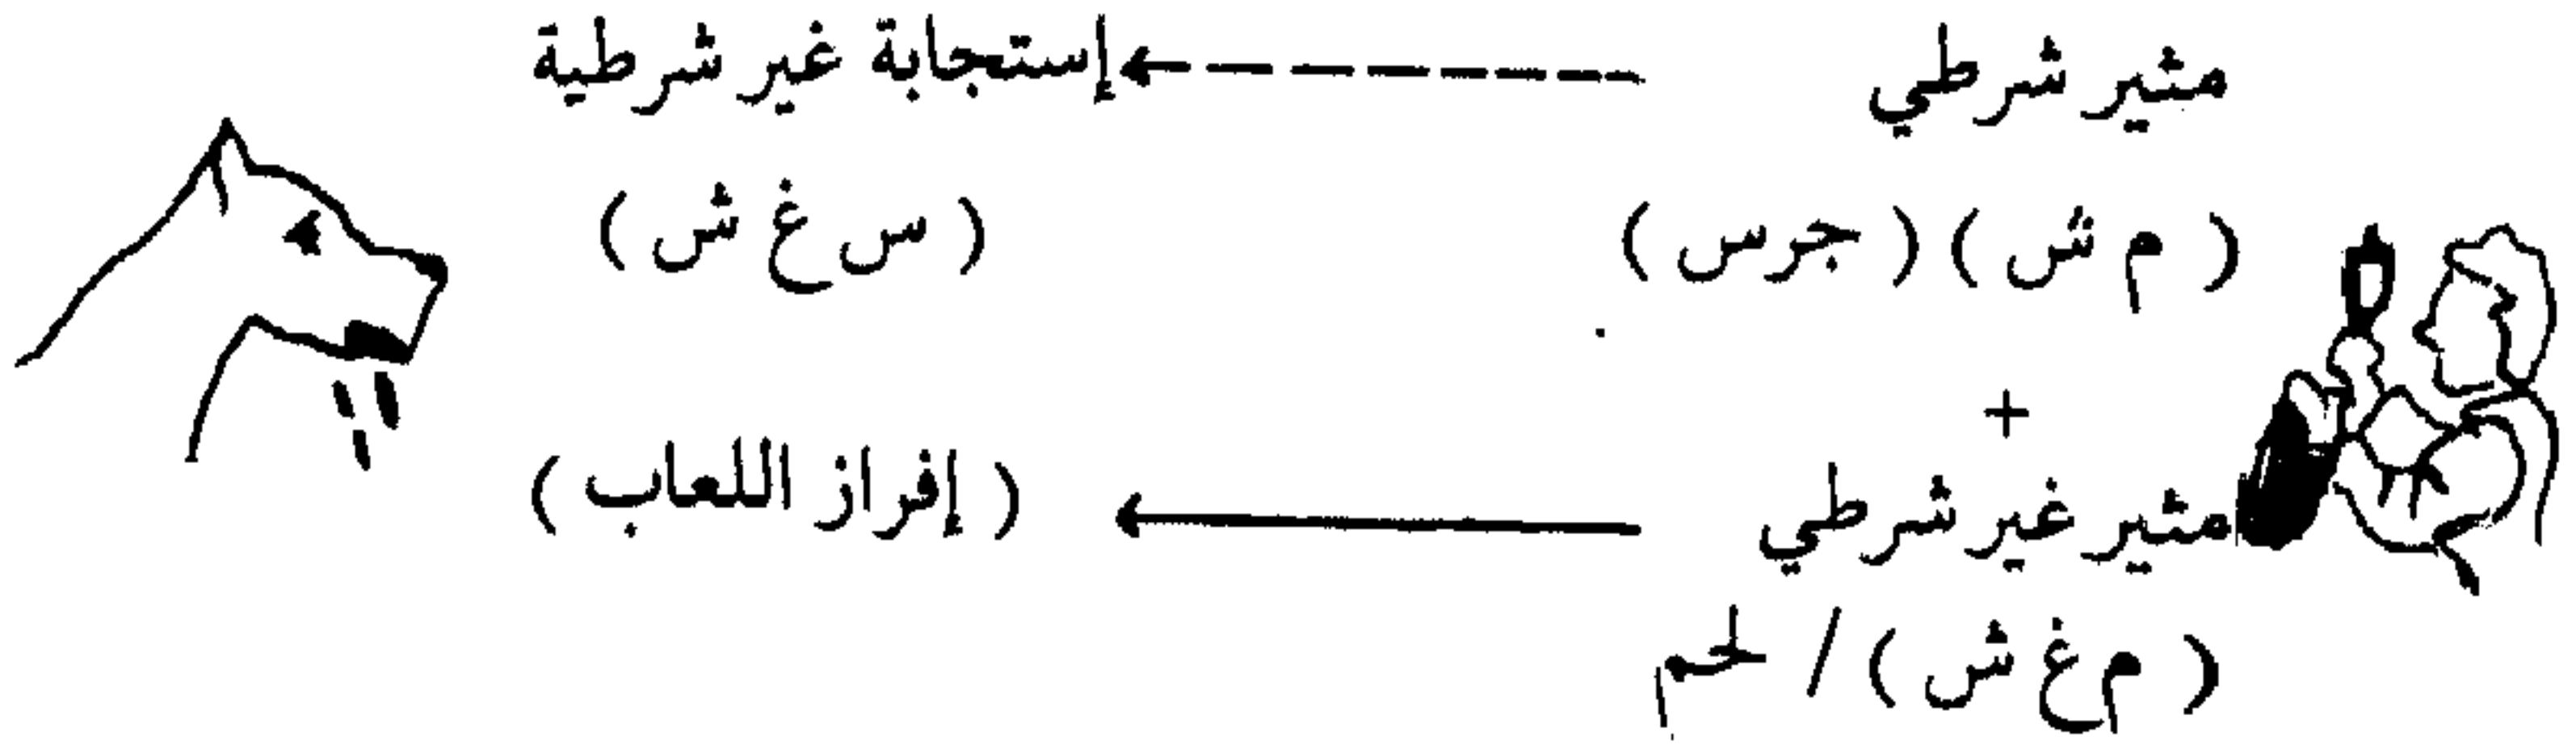 مثير شرطي ←--------- إستجابة غير شرطية
( م ش ) ( جرس ) ( س غ ش )
+
مثير غير شرطي ← ( إفراز اللعاب )
( م غ ش ) / لحم